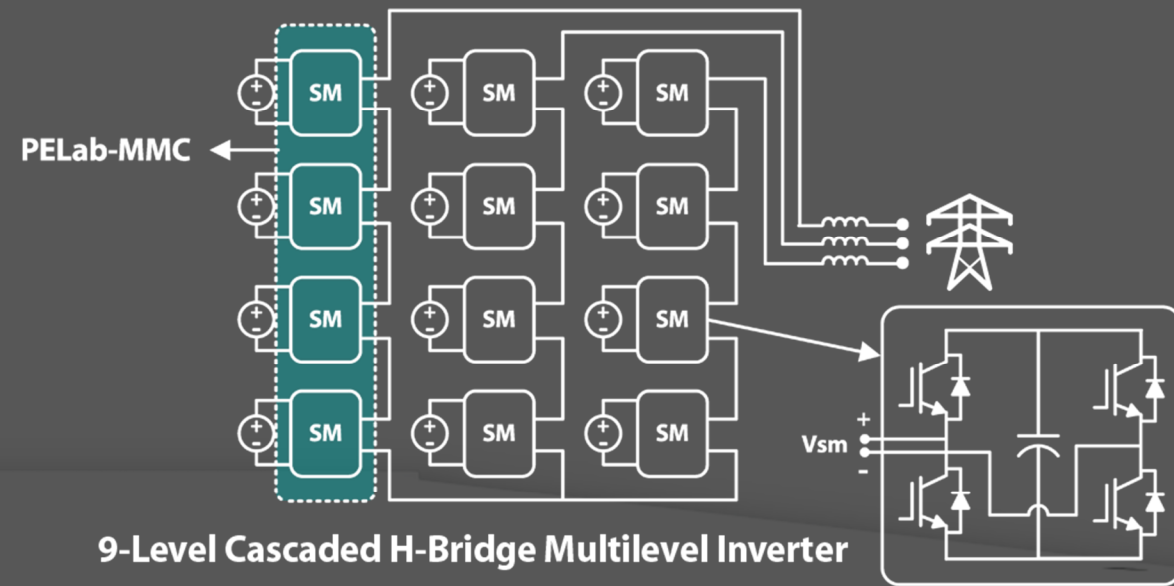 SM SM SM
PELab-MMC
SM SM SM
SM SM SM
SM SM SM
+
Vsm
-
9-Level Cascaded H-Bridge Multilevel Inverter